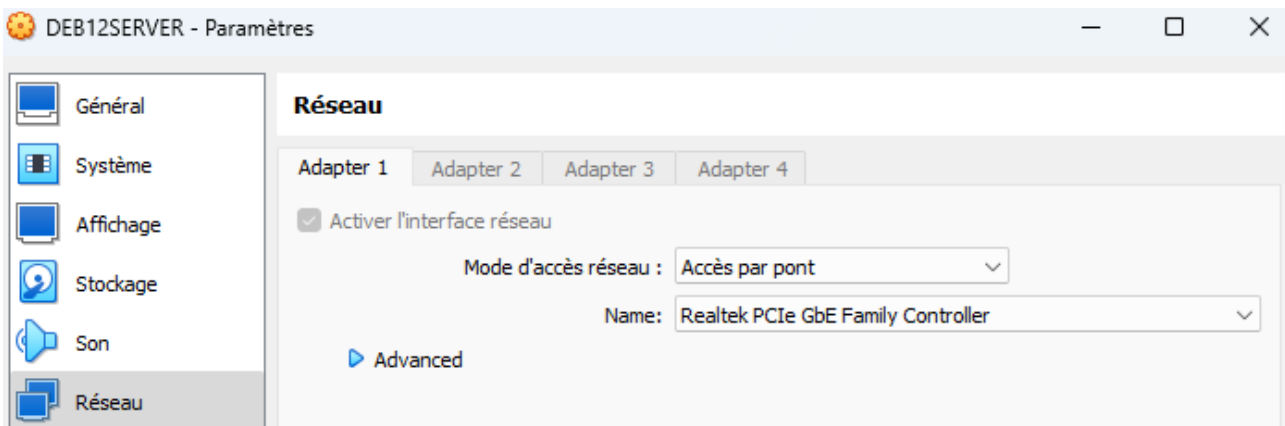 DEB12SERVER - Paramètres
Général
Système
Affichage
Stockage
Son
Réseau
Réseau
Adapter 1 Adapter 2 Adapter 3 Adapter 4
Activer l'interface réseau
Mode d'accès réseau : Accès par pont
Name: Realtek PCIe GbE Family Controller
Advanced